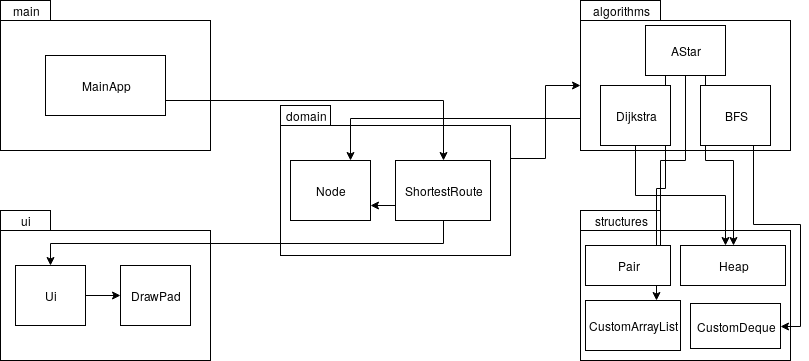 main
MainApp
algorithms
AStar
Dijkstra
BFS
domain
Node
ShortestRoute
ui
Ui
DrawPad
structures
Pair
Heap
CustomArrayList
CustomDeque